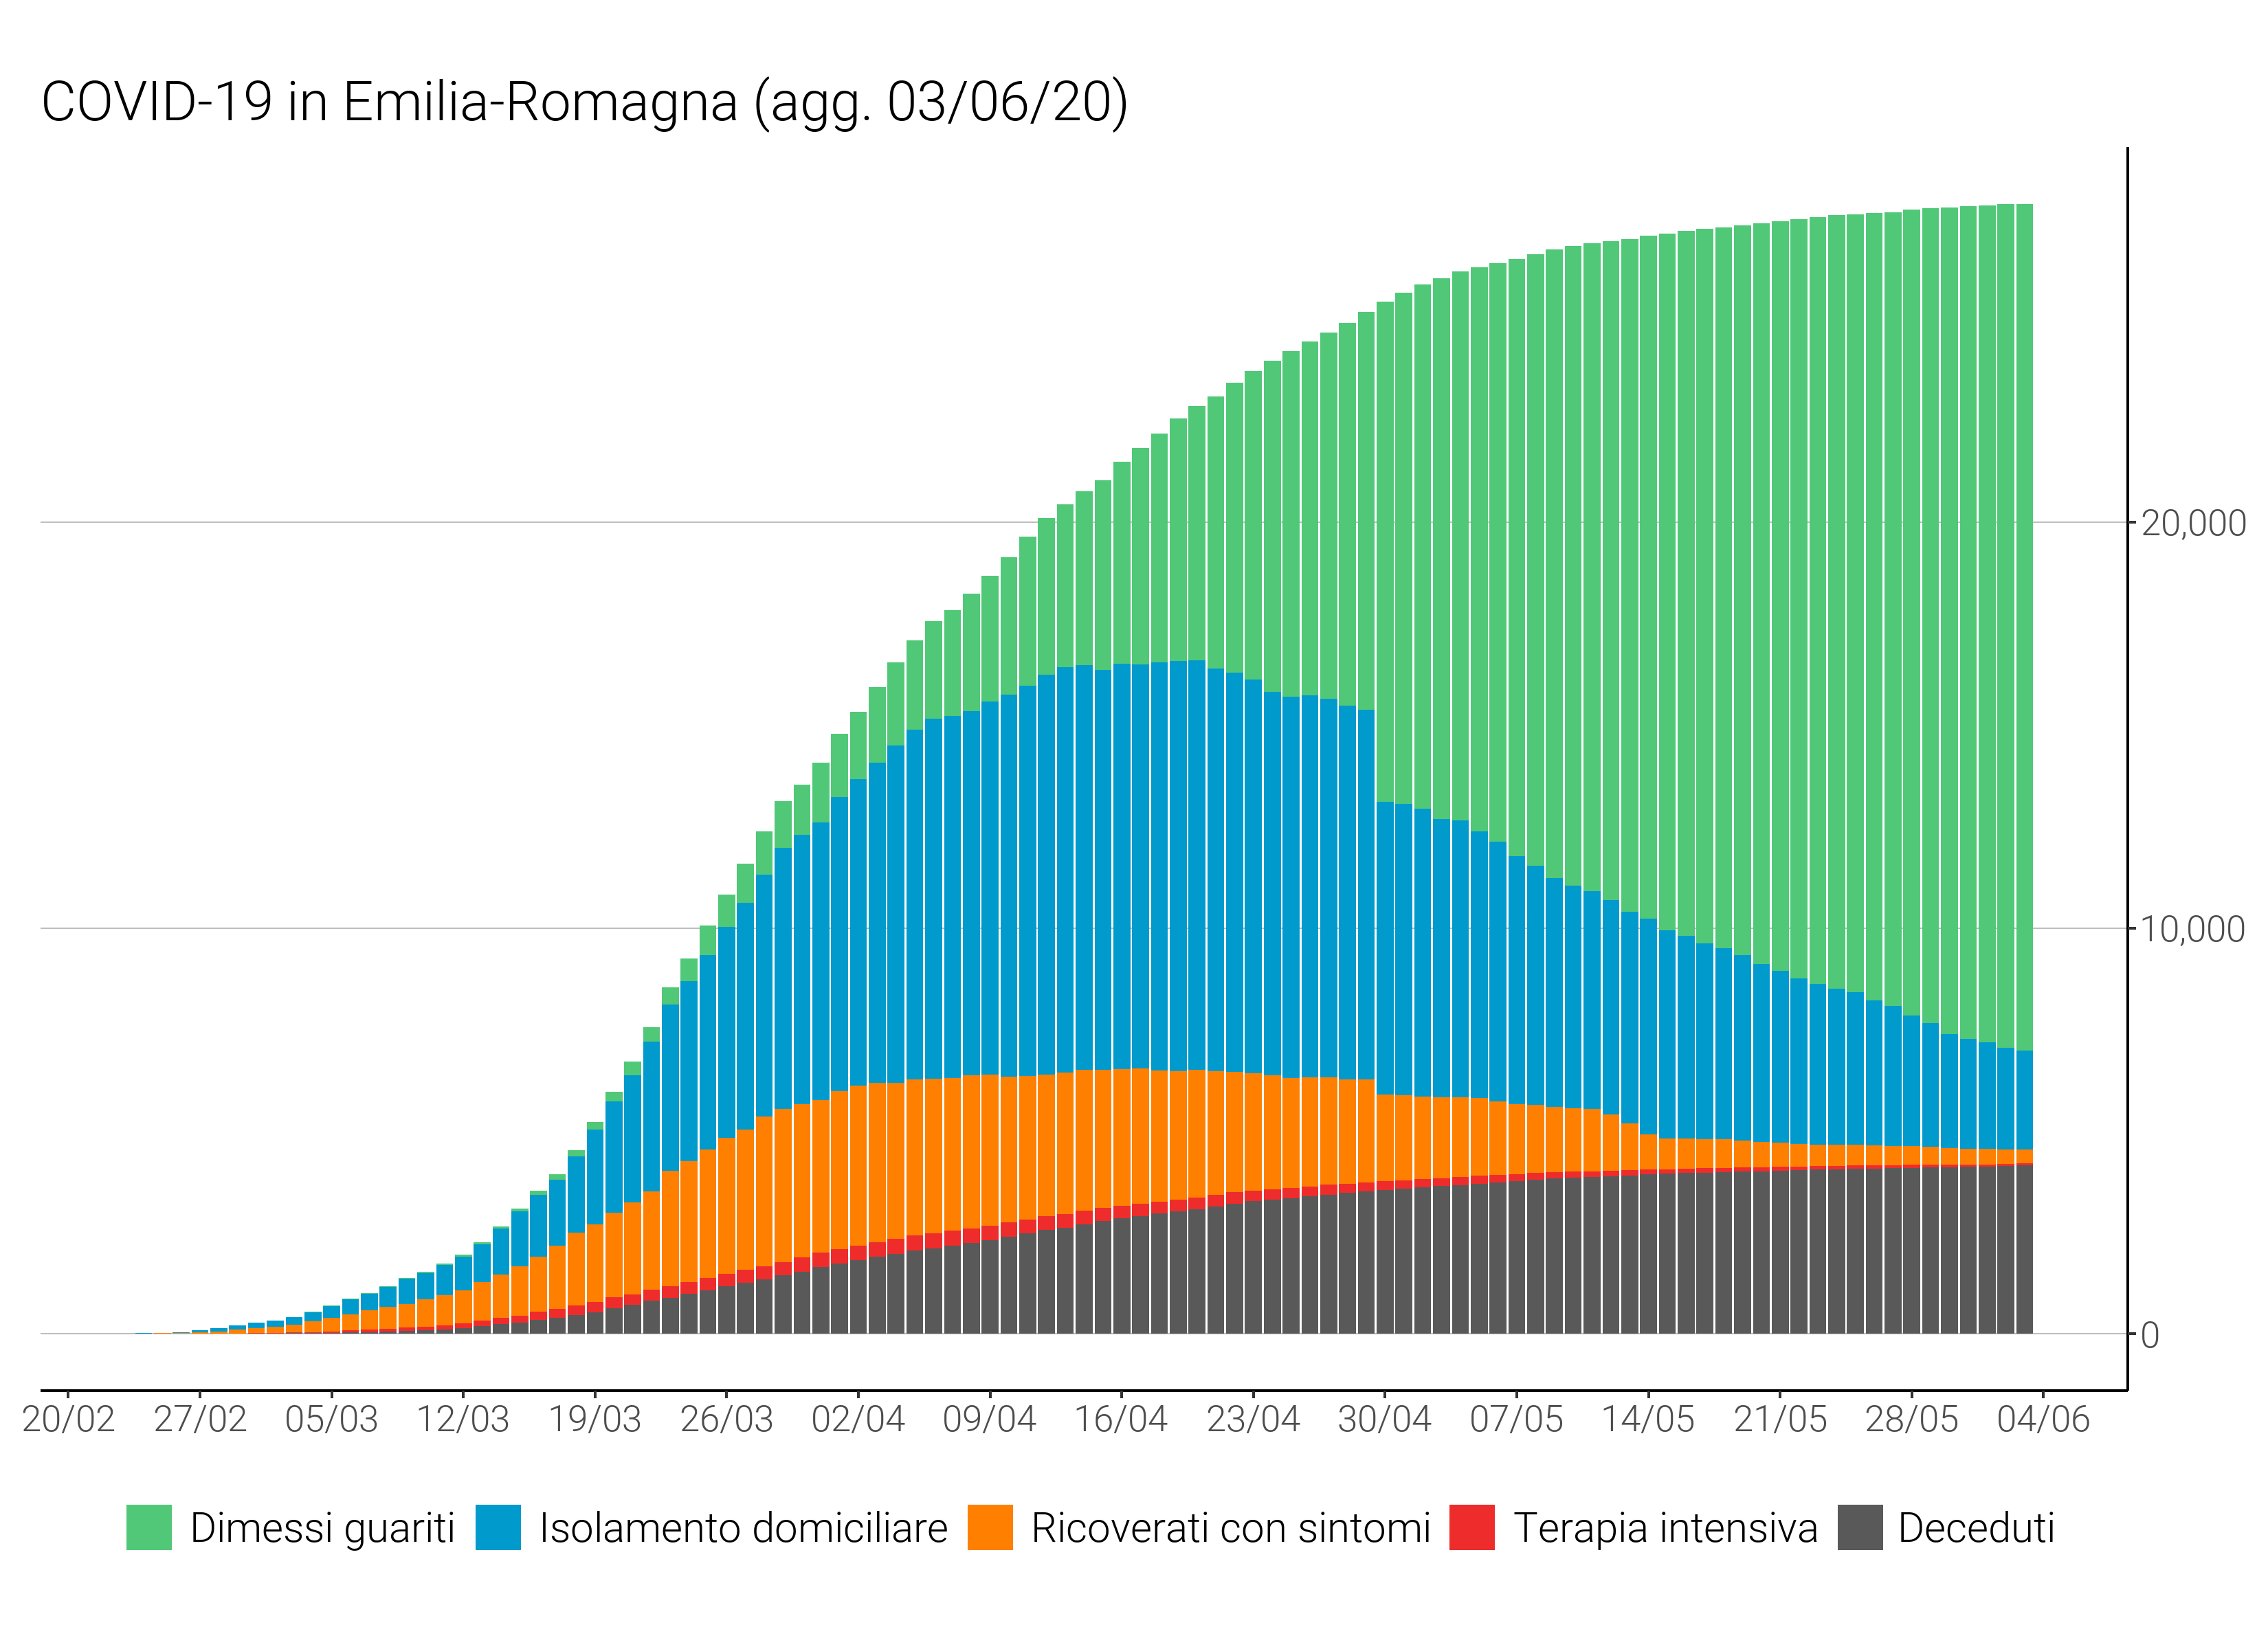 COVID-19 in Emilia-Romagna (agg. 03/06/20)
20,000
10,000
0
20/02 27/02 05/03 12/03 19/03 26/03 02/04 09/04 16/04 23/04 30/04 07/05 14/05 21/05 28/05 04/06
Dimessi guariti Isolamento domiciliare Ricoverati con sintomi Terapia intensiva Deceduti